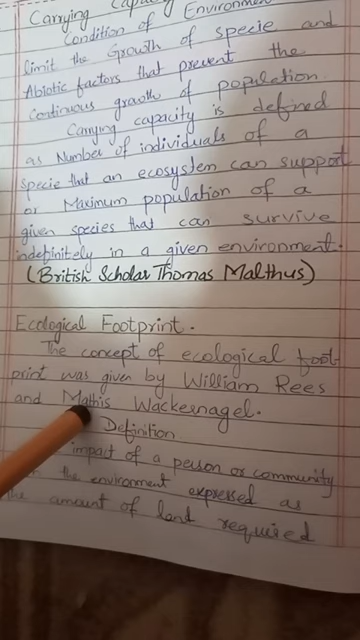 Carrying Capacity of Environment
Condition of
limit the Growth of specie and
Abiotic factors that prevent the
Continuous growth of population
Carrying capacity is defined
as Number of individuals of a
specie that an ecosystem can support
or Maximum population of a
given species that can survive
indefinitely in a given environment.
(British Scholar Thomas Malthus)
Ecological Footprint.
The concept of ecological foot-
print was given by William Rees
and Mathis Wackernagel.
Definition
impact of a person or community
the environment expressed as
the amount of land required